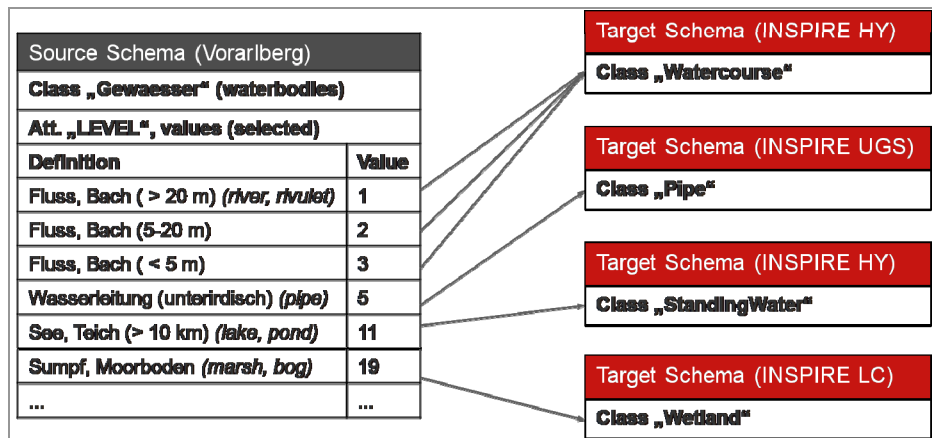 Source Schema (Vorarlberg)
Class „Gewaesser“ (waterbodies)
Att. „LEVEL“, values (selected)
Definition Value
Fluss, Bach ( > 20 m) (river, rivulet) 1
Fluss, Bach (5-20 m) 2
Fluss, Bach ( < 5 m) 3
Wasserleitung (unterirdisch) (pipe) 5
See, Teich (> 10 km) (lake, pond) 11
Sumpf, Moorboden (marsh, bog) 19
... ...
Target Schema (INSPIRE HY)
Class „Watercourse“
Target Schema (INSPIRE UGS)
Class „Pipe“
Target Schema (INSPIRE HY)
Class „StandingWater“
Target Schema (INSPIRE LC)
Class „Wetland“